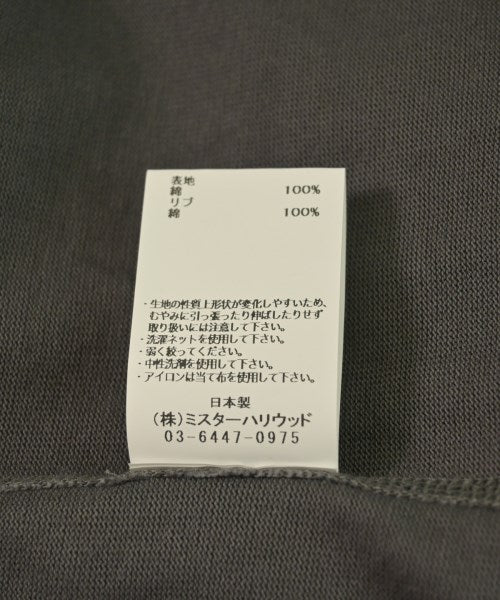 表地
綿 100%
リブ
綿 100%
・生地の性質上形状が変化しやすいため、
むやみに引っ張ったり伸ばしたりせず
取り扱いには注意して下さい。
・洗濯ネットを使用して下さい。
・弱く絞ってください。
・中性洗剤を使用して下さい。
・アイロンは当て布を使用して下さい。
日本製
(株)ミスターハリウッド
03-6447-0975